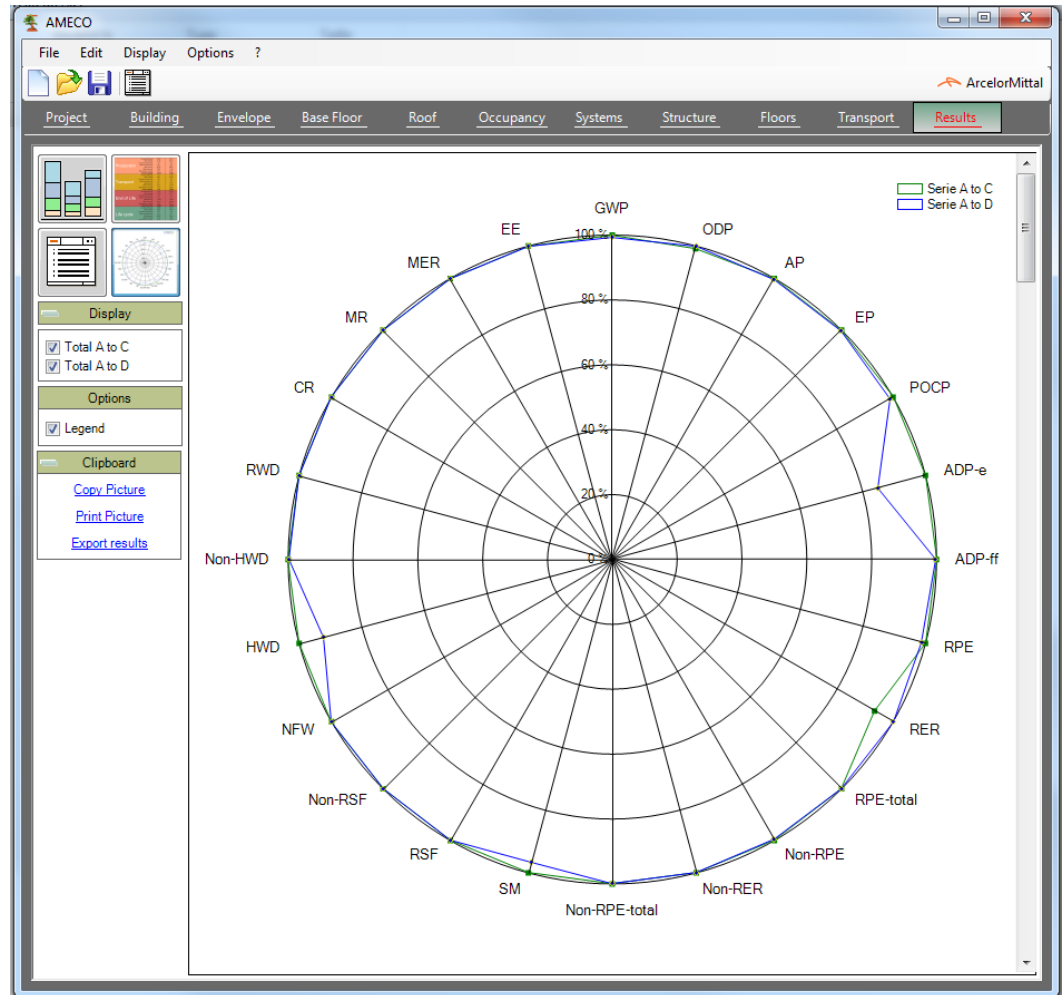 AMECO
File Edit Display Options ?
ArcelorMittal
Project Building Envelope Base Floor Roof Occupancy Systems Structure Floors Transport Results
Display
Total A to C
Total A to D
Options
Legend
Clipboard
Copy Picture
Print Picture
Export results
Serie A to C
Serie A to D
GWP
ODP
AP
EP
POCP
ADP-e
ADP-ff
RPE
RER
RPE-total
Non-RPE
Non-RER
Non-RPE-total
SM
RSF
Non-RSF
NFW
HWD
Non-HWD
RWD
CR
MR
MER
EE
100 %
80 %
60 %
40 %
20 %
0 %